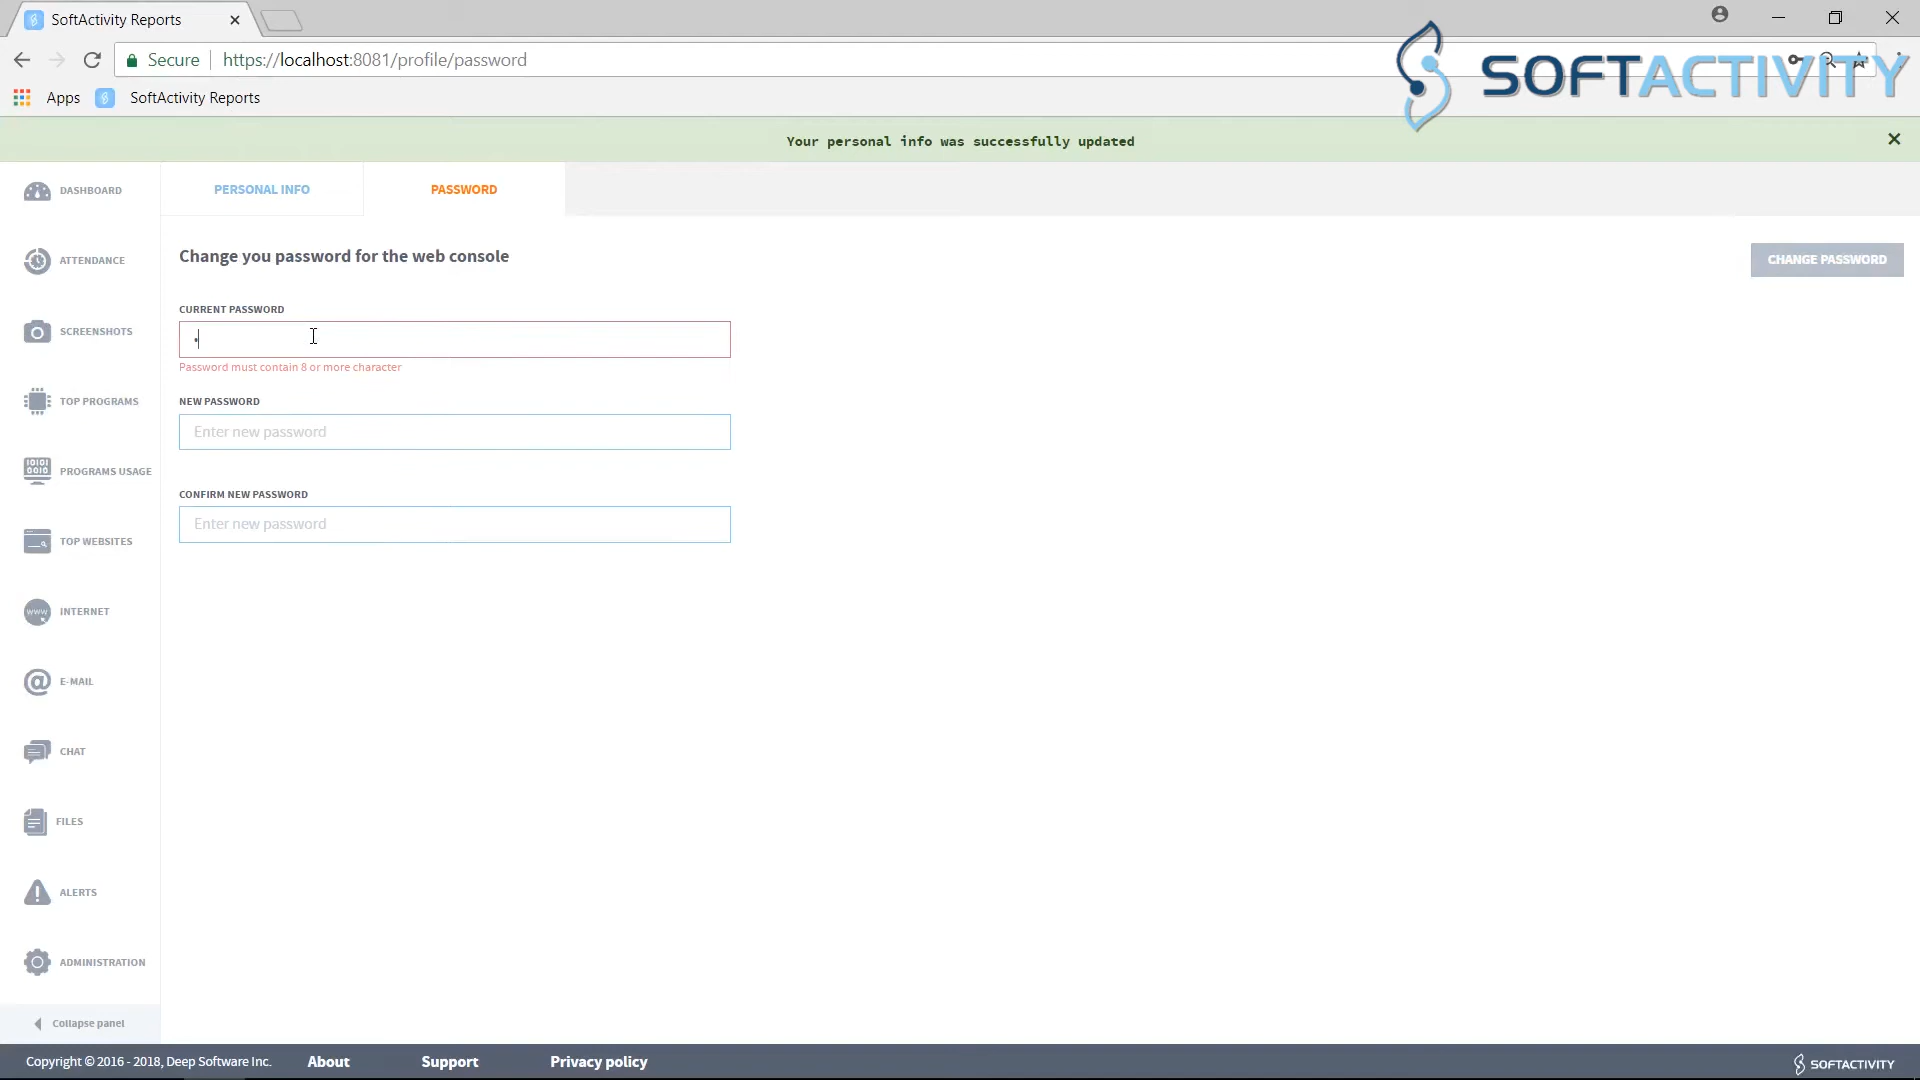 SoftActivity Reports
Secure
https://localhost:8081/profile/password
SOFTACTIVITY
Apps
SoftActivity Reports
Your personal info was successfully updated
DASHBOARD
PERSONAL INFO
PASSWORD
Change you password for the web console
CHANGE PASSWORD
ATTENDANCE
CURRENT PASSWORD
SCREENSHOTS
Password must contain 8 or more character
TOP PROGRAMS
NEW PASSWORD
Enter new password
PROGRAMS USAGE
CONFIRM NEW PASSWORD
Enter new password
TOP WEBSITES
www
INTERNET
E-MAIL
CHAT
FILES
ALERTS
ADMINISTRATION
Collapse panel
Copyright © 2016 - 2018, Deep Software Inc.
About
Support
Privacy policy
SOFTACTIVITY